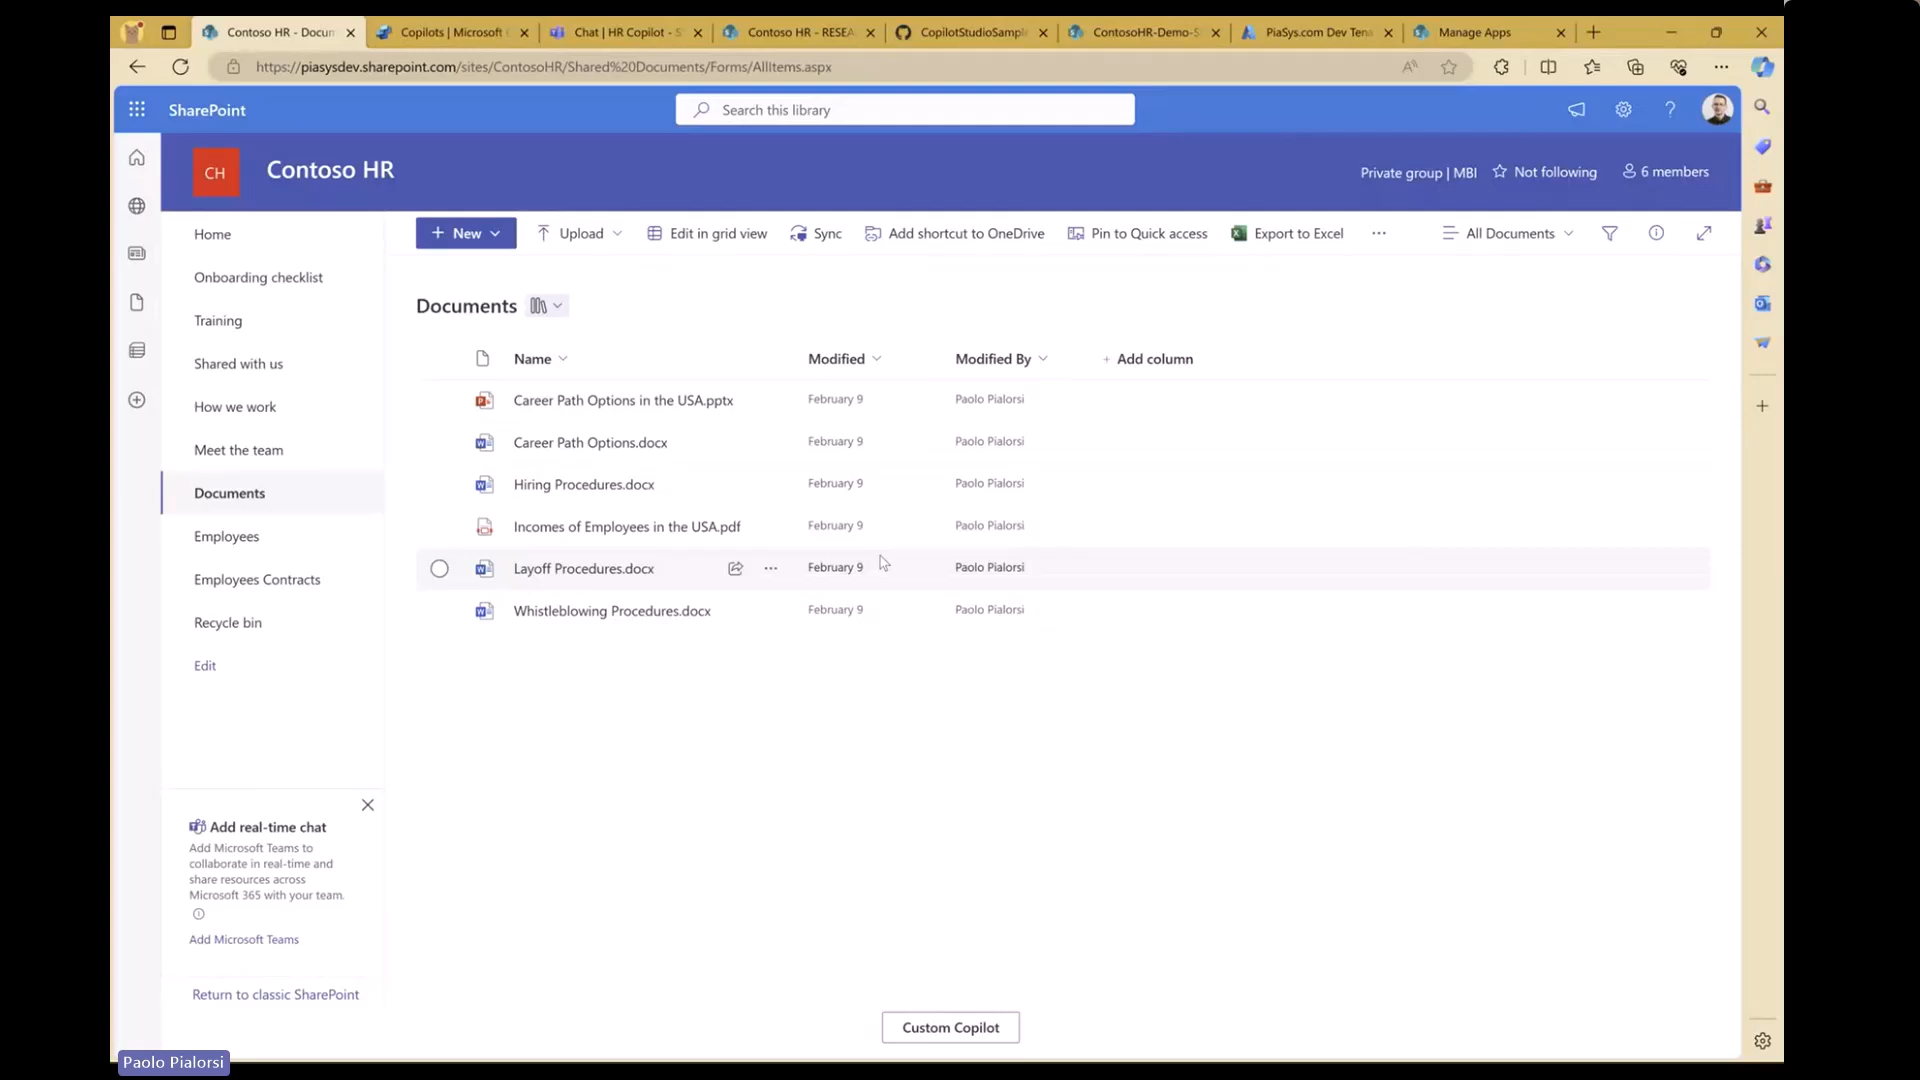 Contoso HR - Docun
Copilots | Microsoft
Chat | HR Copilot - S
Contoso HR - RESEA
CopilotStudioSample
ContosoHR-Demo-S
PiaSys.com Dev Tena
Manage Apps
https://piasysdev.sharepoint.com/sites/ContosoHR/Shared%20Documents/Forms/AllItems.aspx
SharePoint
Search this library
CH
Contoso HR
Private group | MBI
Not following
6 members
Home
Onboarding checklist
Training
Shared with us
How we work
Meet the team
Documents
Employees
Employees Contracts
Recycle bin
Edit
+ New
Upload
Edit in grid view
Sync
Add shortcut to OneDrive
Pin to Quick access
Export to Excel
All Documents
Documents
Name Modified Modified By + Add column
Career Path Options in the USA.pptx February 9 Paolo Pialorsi
Career Path Options.docx February 9 Paolo Pialorsi
Hiring Procedures.docx February 9 Paolo Pialorsi
Incomes of Employees in the USA.pdf February 9 Paolo Pialorsi
Layoff Procedures.docx February 9 Paolo Pialorsi
Whistleblowing Procedures.docx February 9 Paolo Pialorsi
Add real-time chat
Add Microsoft Teams to
collaborate in real-time and
share resources across
Microsoft 365 with your team.
Add Microsoft Teams
Return to classic SharePoint
Custom Copilot
Paolo Pialorsi